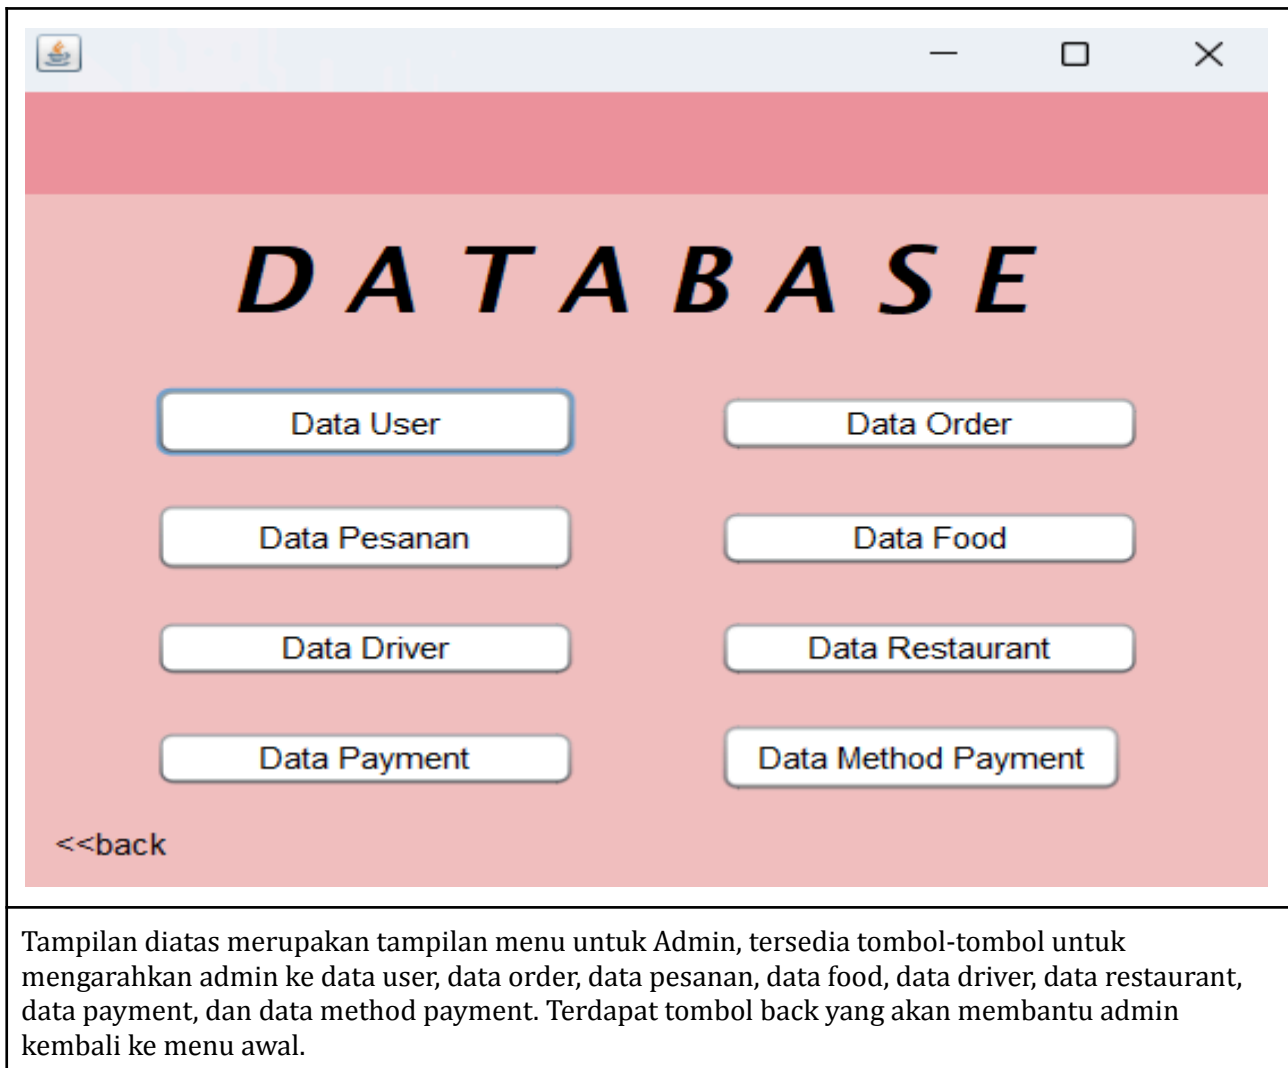 D A T A B A S E
Data User
Data Order
Data Pesanan
Data Food
Data Driver
Data Restaurant
Data Payment
Data Method Payment
<<back
Tampilan diatas merupakan tampilan menu untuk Admin, tersedia tombol-tombol untuk
mengarahkan admin ke data user, data order, data pesanan, data food, data driver, data restaurant,
data payment, dan data method payment. Terdapat tombol back yang akan membantu admin
kembali ke menu awal.